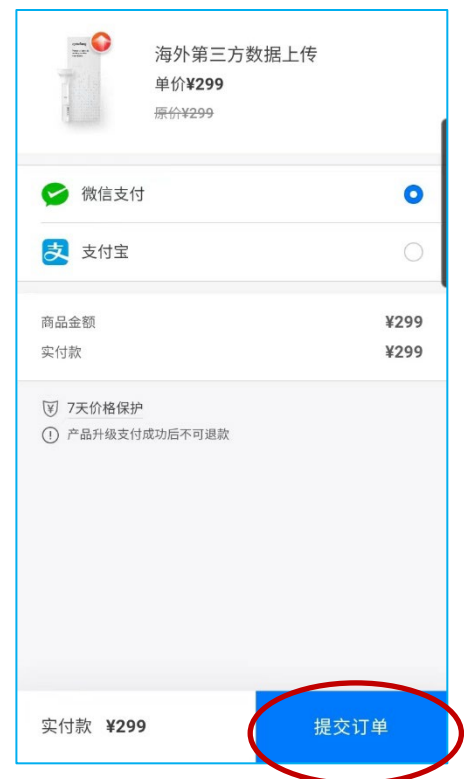 海外第三方数据上传
单价¥299
原价¥299
微信支付
支
支付宝
商品金额 ¥299
实付款 ¥299
¥ 7天价格保护
! 产品升级支付成功后不可退款
实付款 ¥299
提交订单